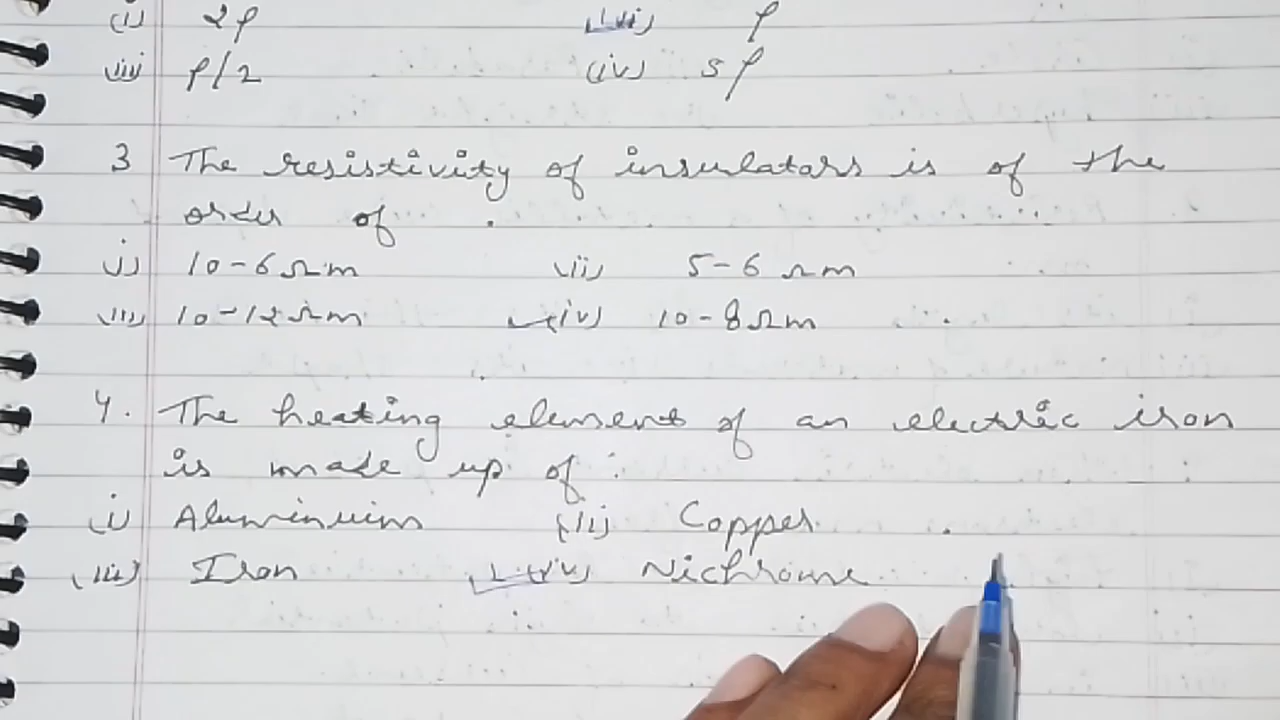 (i) 2ρ (ii) ρ
(iii) ρ/2 (iv) 5ρ
3 The resistivity of insulators is of the
order of .
i) 10-6 Ωm (ii) 5-6 Ωm
(iii) 10-12 Ωm (iv) 10-8 Ωm
4. The heating element of an electric iron
is made up of :
(i) Aluminium (ii) Copper
(iii) Iron (iv) Nichrome